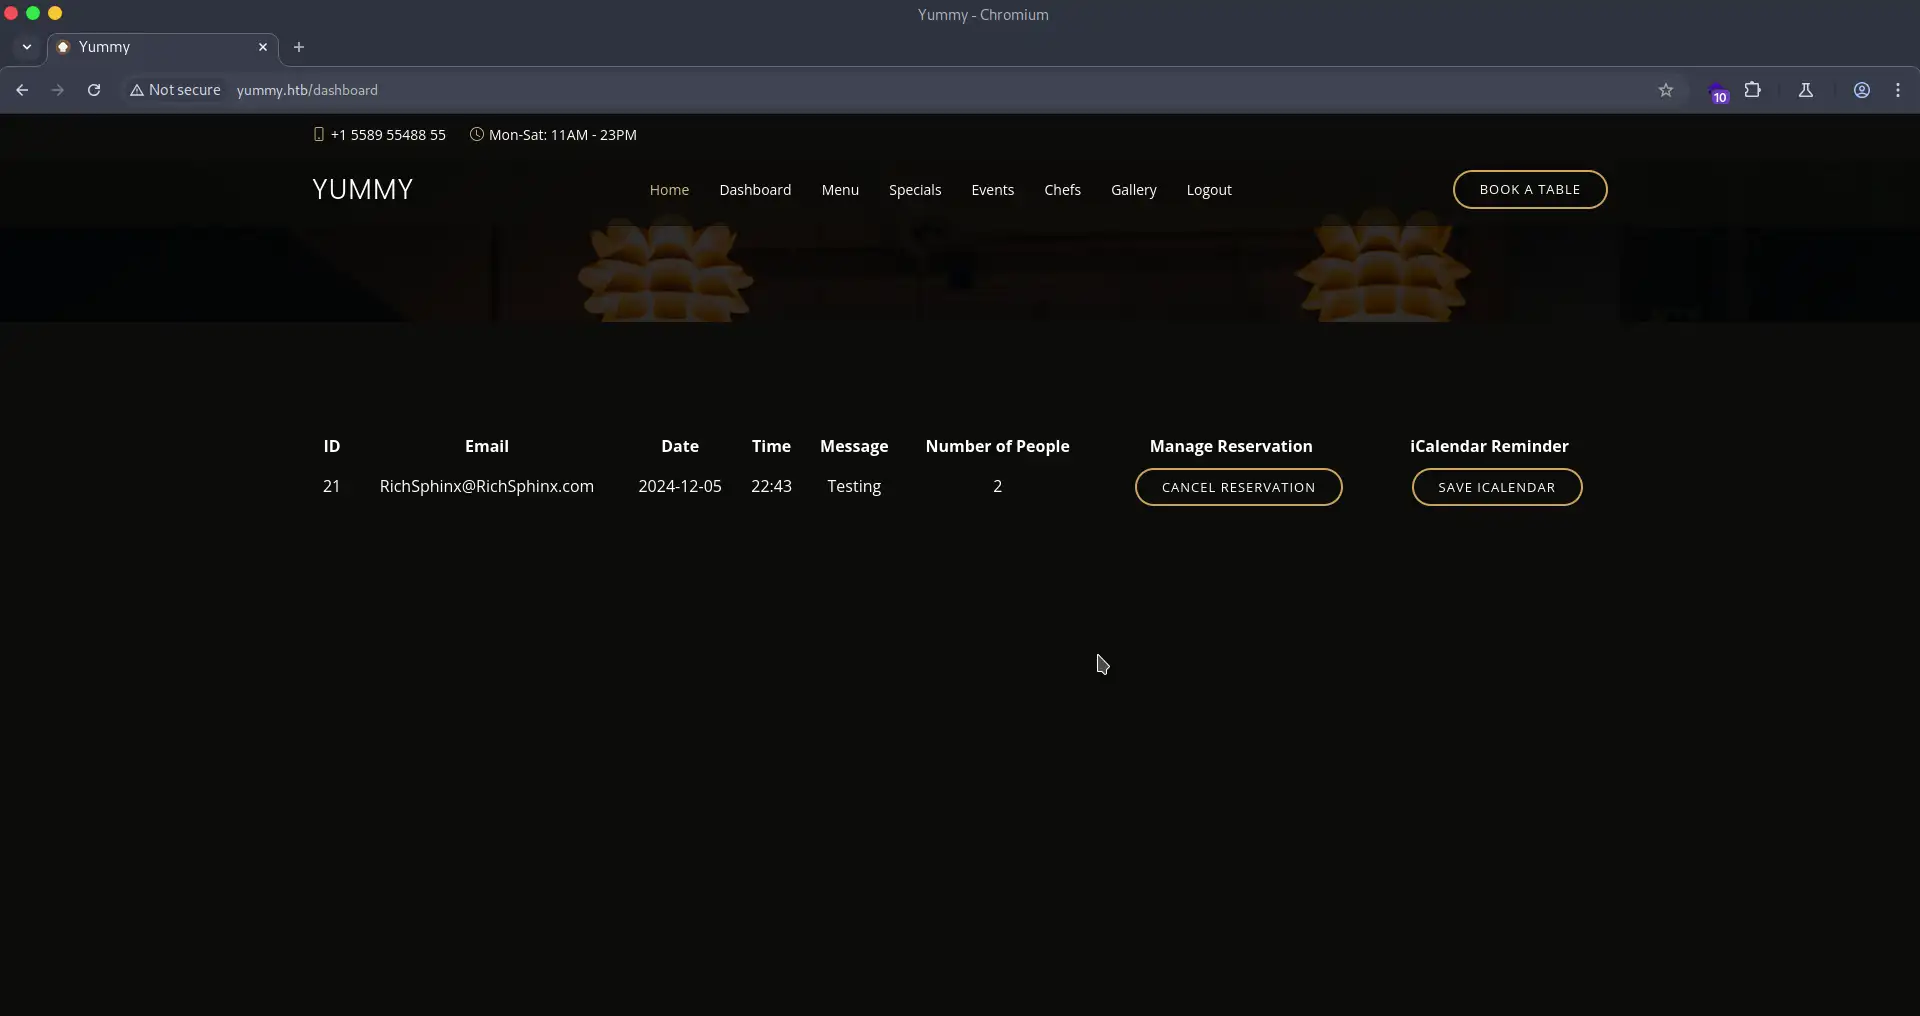 Yummy - Chromium
Yummy
Not secure yummy.htb/dashboard
10
+1 5589 55488 55 Mon-Sat: 11AM - 23PM
YUMMY Home Dashboard Menu Specials Events Chefs Gallery Logout BOOK A TABLE
ID Email Date Time Message Number of People Manage Reservation iCalendar Reminder
21 RichSphinx@RichSphinx.com 2024-12-05 22:43 Testing 2 CANCEL RESERVATION SAVE ICALENDAR